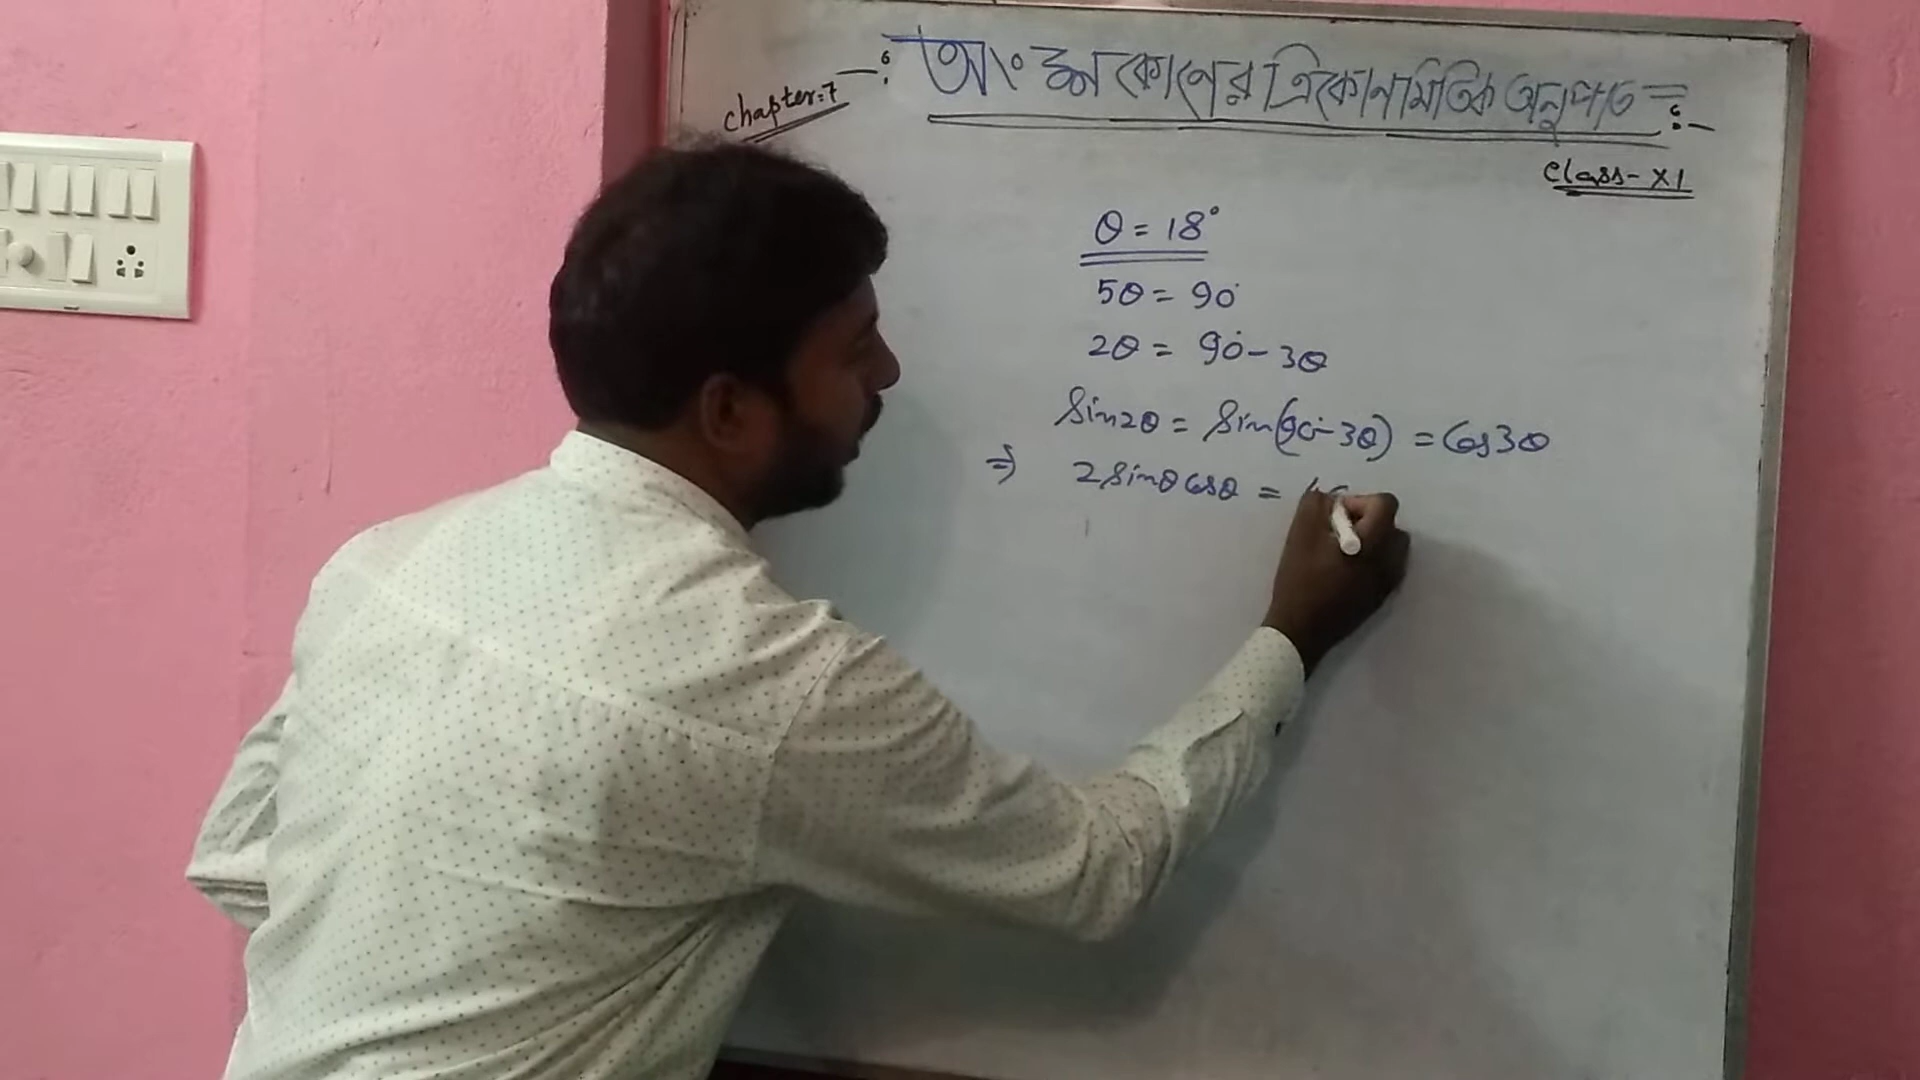 chapter:7
অংশ কোণের ত্রিকোণমিতিক অনুপাত
Class- XI
θ = 18°
5θ = 90°
2θ = 90°- 3θ
Sin2θ = Sin(90°- 3θ) = Cos3θ
⇒ 2Sinθ Cosθ =